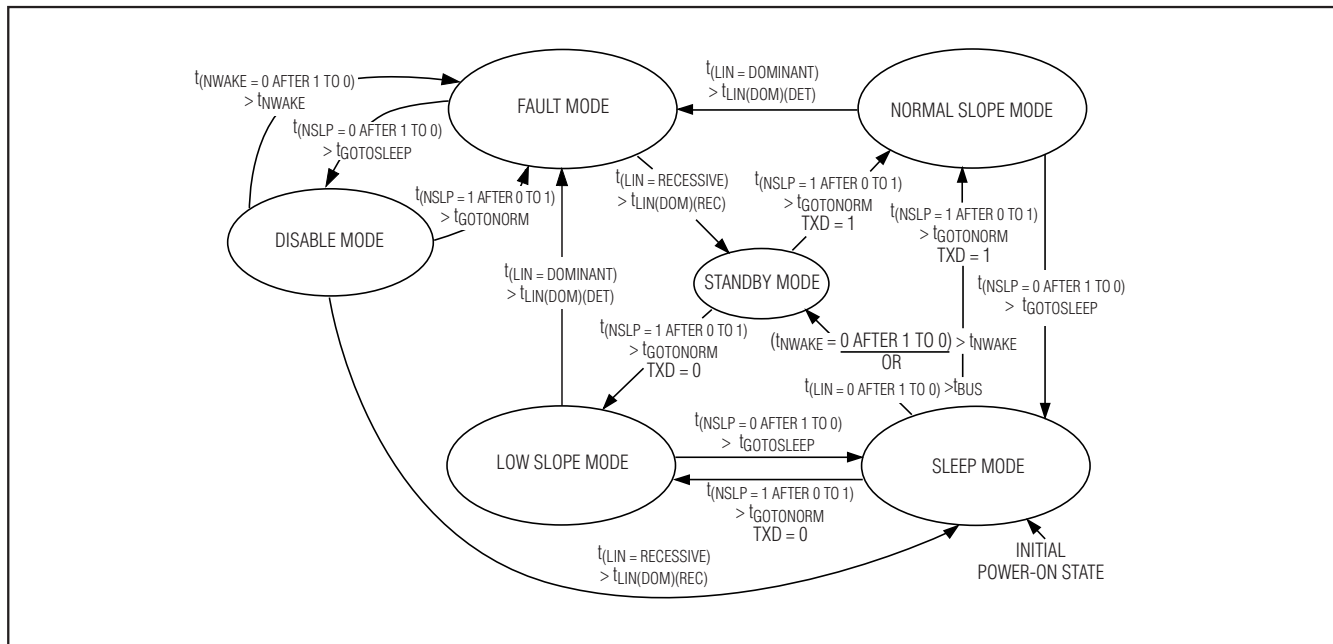 t(NWAKE = 0 AFTER 1 TO 0)
> tNWAKE
FAULT MODE
t(LIN = DOMINANT)
> tLIN(DOM)(DET)
NORMAL SLOPE MODE
t(NSLP = 0 AFTER 1 TO 0)
> tGOTOSLEEP
t(NSLP = 1 AFTER 0 TO 1)
> tGOTONORM
DISABLE MODE
t(LIN = RECESSIVE)
> tLIN(DOM)(REC)
t(NSLP = 1 AFTER 0 TO 1)
> tGOTONORM
TXD = 1
t(NSLP = 1 AFTER 0 TO 1)
> tGOTONORM
TXD = 1
t(LIN = DOMINANT)
> tLIN(DOM)(DET)
STANDBY MODE
t(NSLP = 0 AFTER 1 TO 0)
> tGOTOSLEEP
t(NSLP = 1 AFTER 0 TO 1)
> tGOTONORM
TXD = 0
(tNWAKE = 0 AFTER 1 TO 0) > tNWAKE
OR
t(LIN = 0 AFTER 1 TO 0) >tBUS
LOW SLOPE MODE
t(NSLP = 0 AFTER 1 TO 0)
> tGOTOSLEEP
SLEEP MODE
t(NSLP = 1 AFTER 0 TO 1)
> tGOTONORM
TXD = 0
t(LIN = RECESSIVE)
> tLIN(DOM)(REC)
INITIAL
POWER-ON STATE